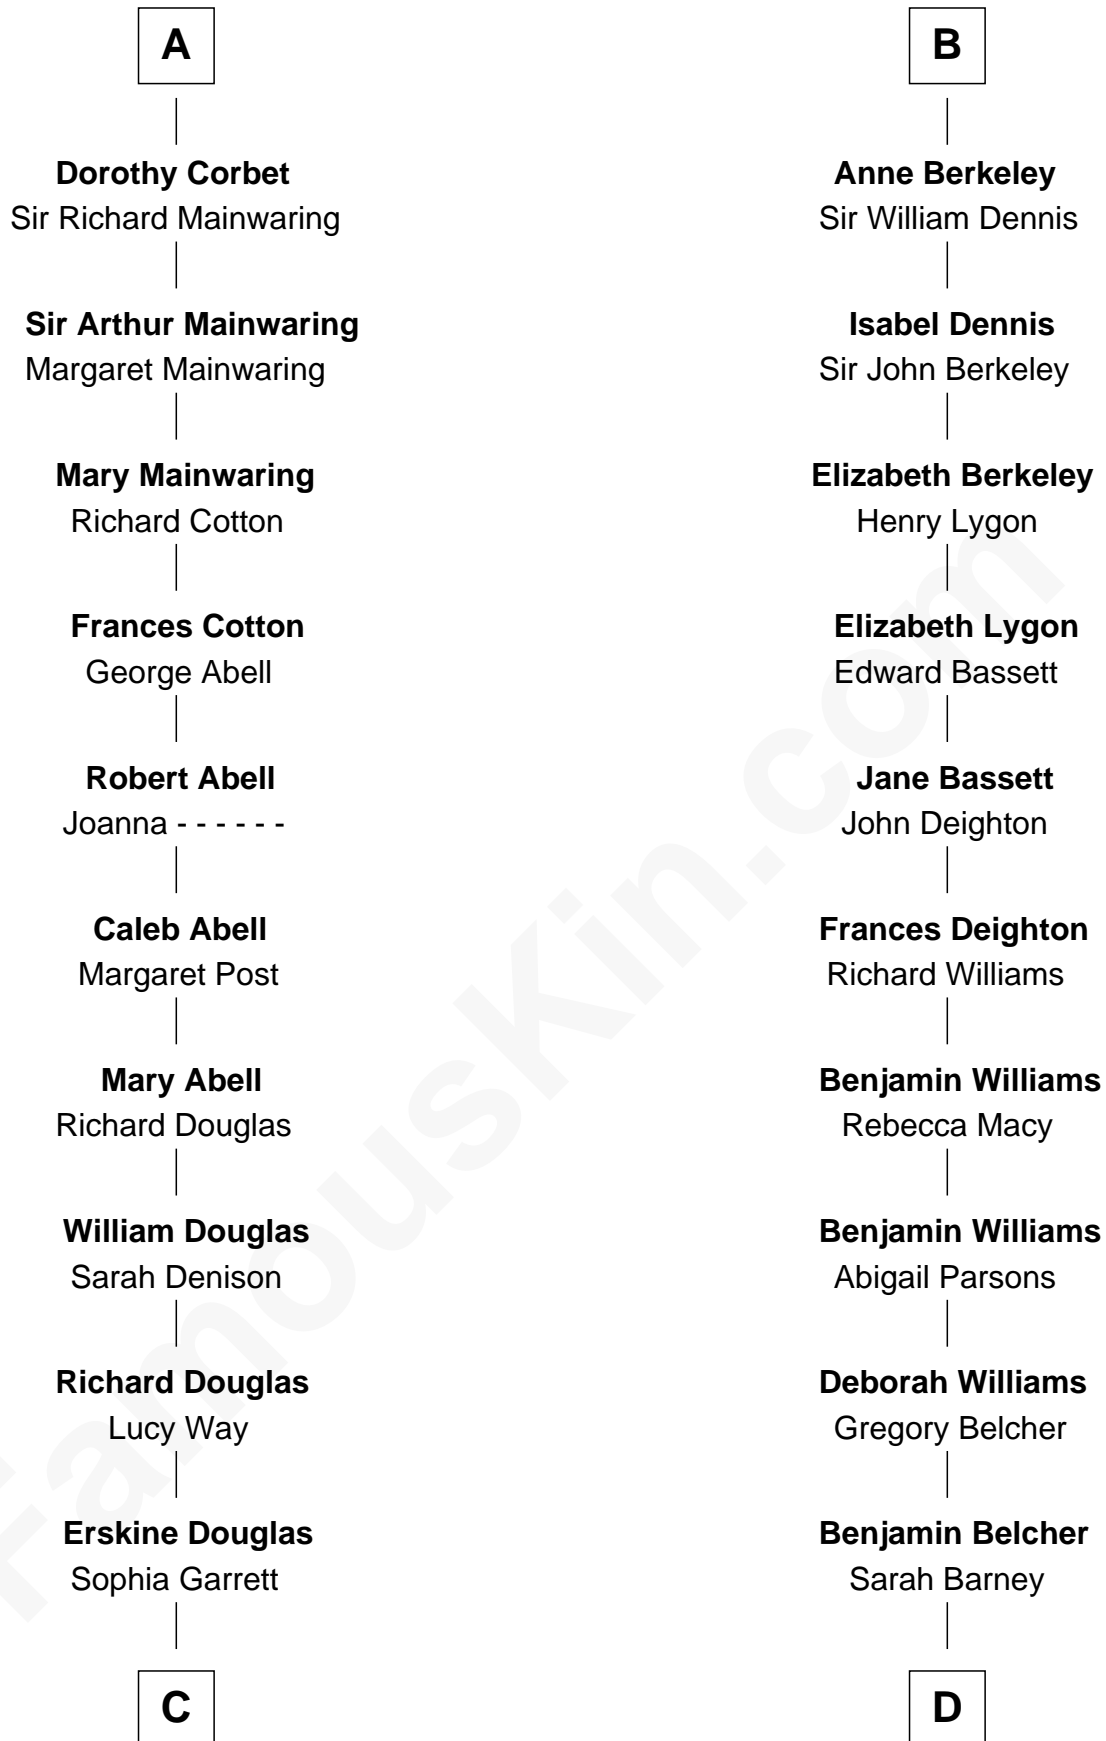 A
Dorothy Corbet
Sir Richard Mainwaring
Sir Arthur Mainwaring
Margaret Mainwaring
Mary Mainwaring
Richard Cotton
Frances Cotton
George Abell
Robert Abell
Joanna - - - - - -
Caleb Abell
Margaret Post
Mary Abell
Richard Douglas
William Douglas
Sarah Denison
Richard Douglas
Lucy Way
Erskine Douglas
Sophia Garrett
C
B
Anne Berkeley
Sir William Dennis
Isabel Dennis
Sir John Berkeley
Elizabeth Berkeley
Henry Lygon
Elizabeth Lygon
Edward Bassett
Jane Bassett
John Deighton
Frances Deighton
Richard Williams
Benjamin Williams
Rebecca Macy
Benjamin Williams
Abigail Parsons
Deborah Williams
Gregory Belcher
Benjamin Belcher
Sarah Barney
D
FamousKin.com